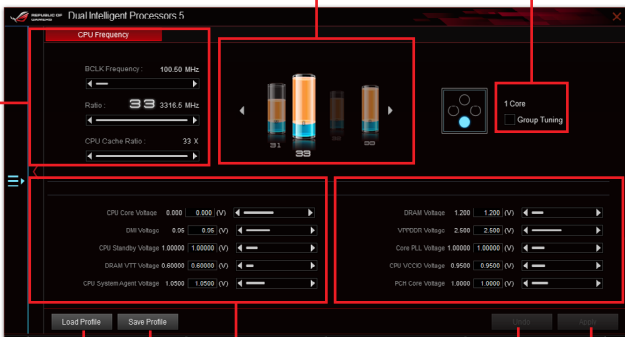 REPUBLIC OF
GAMERS
Dual Intelligent Processors 5
CPU Frequency
BCLK Frequency : 100.50 MHz
Ratio : 33 3316.5 MHz
CPU Cache Ratio : 33 X
31
33
1 Core
Group Tuning
CPU Core Voltage 0.000 0.000 (V)
DMI Voltage 0.95 0.95 (V)
CPU Standby Voltage 1.00000 1.00000 (V)
DRAM VTT Voltage 0.60000 0.60000 (V)
CPU System Agent Voltage 1.0500 1.0500 (V)
DRAM Voltage 1.200 1.200 (V)
VPPDDR Voltage 2.500 2.500 (V)
Core PLL Voltage 1.00000 1.00000 (V)
CPU VCCIO Voltage 0.9500 0.9500 (V)
PCH Core Voltage 1.0000 1.0000 (V)
Load Profile
Save Profile
Undo
Apply